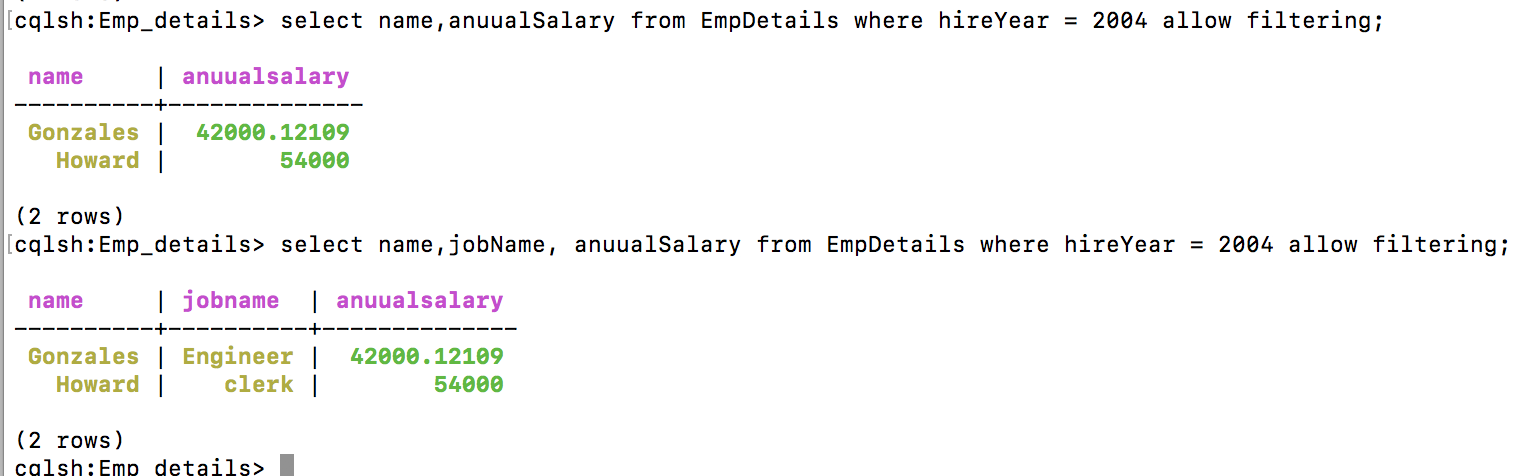 cqlsh:Emp_details> select name,anuualSalary from EmpDetails where hireYear = 2004 allow filtering;
name | anuualsalary
----------+--------------
Gonzales | 42000.12109
Howard | 54000
(2 rows)
cqlsh:Emp_details> select name,jobName, anuualSalary from EmpDetails where hireYear = 2004 allow filtering;
name | jobname | anuualsalary
----------+----------+--------------
Gonzales | Engineer | 42000.12109
Howard | clerk | 54000
(2 rows)
cqlsh:Emp_details>